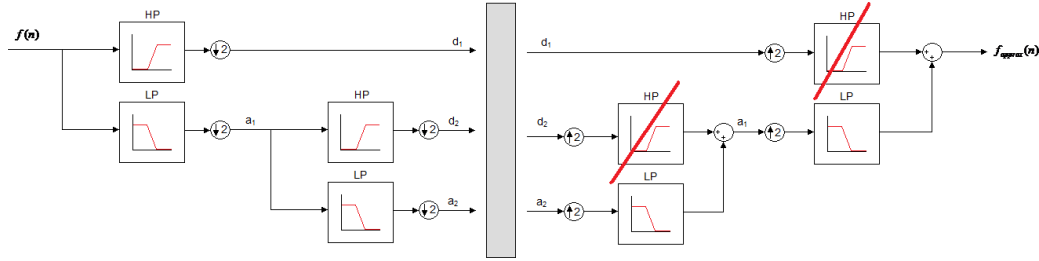 HP HP
f(n) ↓2 d₁ d₁ ↑2 + + f_approx(n)
LP HP HP LP
↓2 a₁ ↓2 d₂ d₂ ↑2 + + a₁ ↑2
LP LP
↓2 a₂ a₂ ↑2